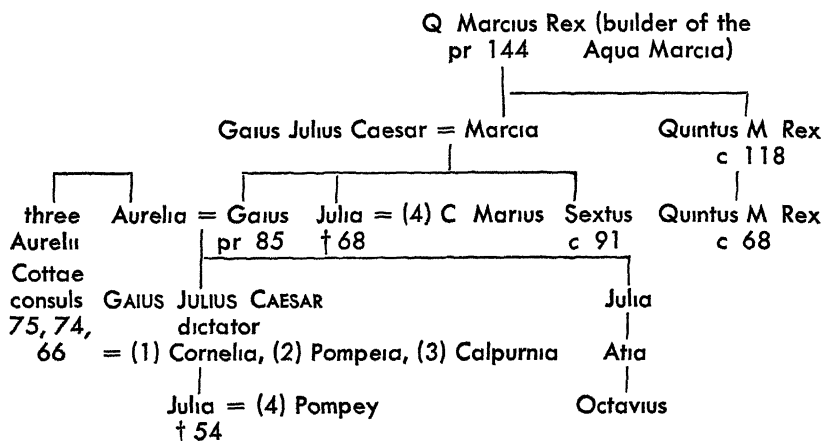 Q Marcius Rex (builder of the
pr 144 Aqua Marcia)
Gaius Julius Caesar = Marcia Quintus M Rex
c 118
three Aurelia = Gaius Julia = (4) C Marius Sextus Quintus M Rex
Aurelii pr 85 † 68 c 91 c 68
Cottae
consuls GAIUS JULIUS CAESAR Julia
75, 74, dictator
66 = (1) Cornelia, (2) Pompeia, (3) Calpurnia Atia
Julia = (4) Pompey Octavius
† 54